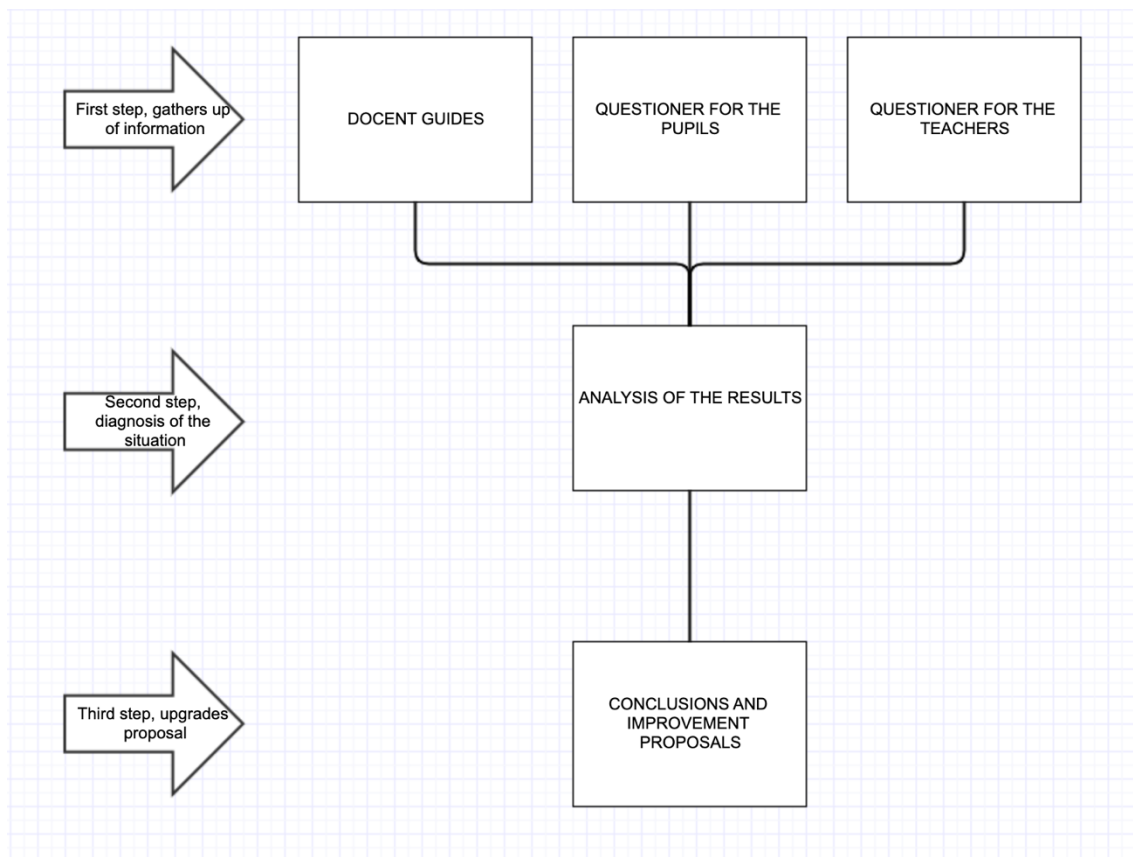 First step, gathers up
of information
DOCENT GUIDES
QUESTIONER FOR THE
PUPILS
QUESTIONER FOR THE
TEACHERS
Second step,
diagnosis of the
situation
ANALYSIS OF THE RESULTS
Third step, upgrades
proposal
CONCLUSIONS AND
IMPROVEMENT
PROPOSALS